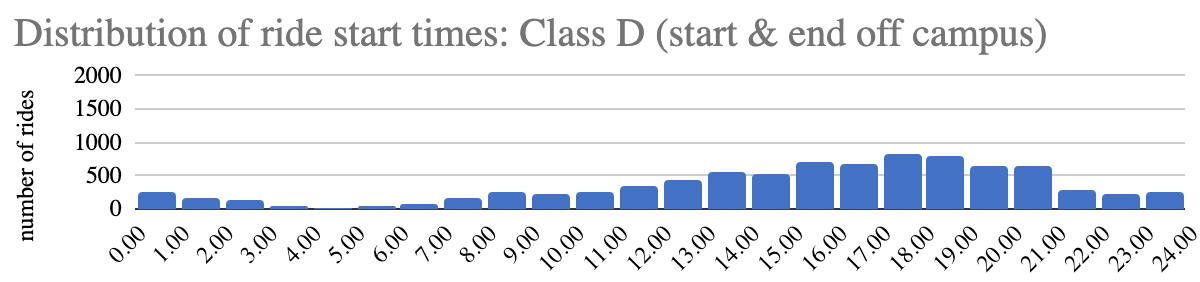 Distribution of ride start times: Class D (start & end off campus)
number of rides
2000
1500
1000
500
0
0.00 1.00 2.00 3.00 4.00 5.00 6.00 7.00 8.00 9.00 10.00 11.00 12.00 13.00 14.00 15.00 16.00 17.00 18.00 19.00 20.00 21.00 22.00 23.00 24.00